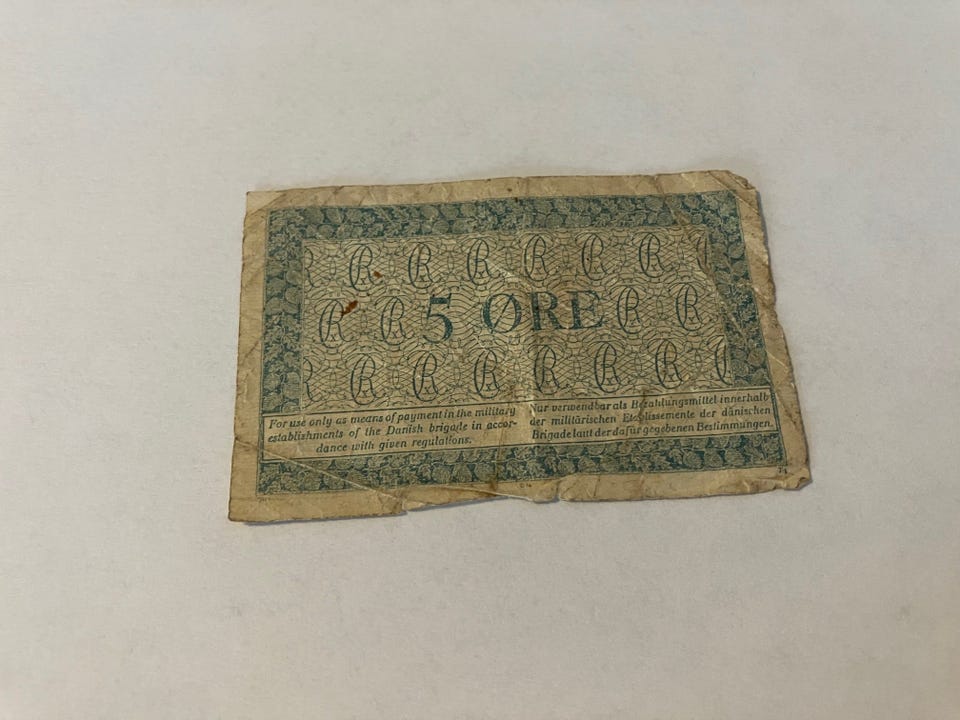 5 ØRE
For use only as means of payment in the military
establishments of the Danish brigade in accor-
dance with given regulations.
Nur verwendbar als Bezahlungsmittel innerhalb
der militärischen Etablissemente der dänischen
Brigade laut der dafür gegebenen Bestimmungen.